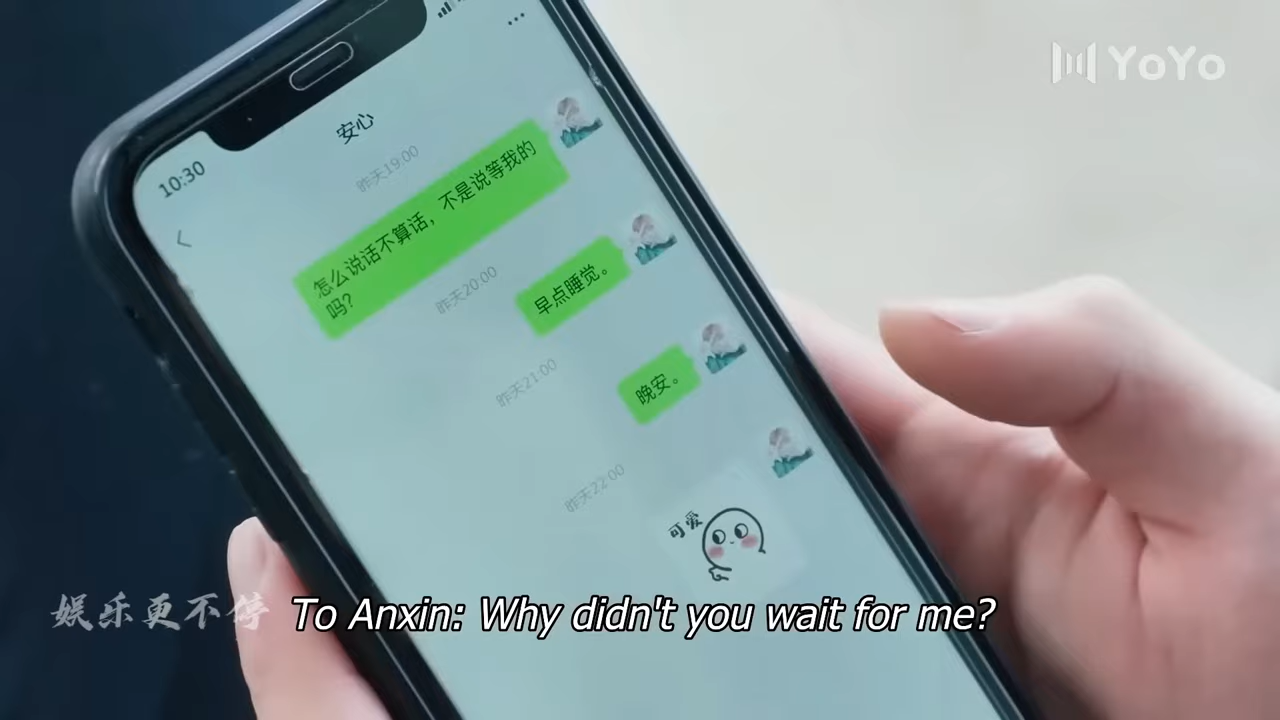 YoYo
10:30
安心
昨天19:00
怎么说话不算话，不是说等我的
吗？
昨天20:00
早点睡觉。
昨天21:00
晚安。
昨天22:00
可爱
娱乐更不停
To Anxin: Why didn't you wait for me?